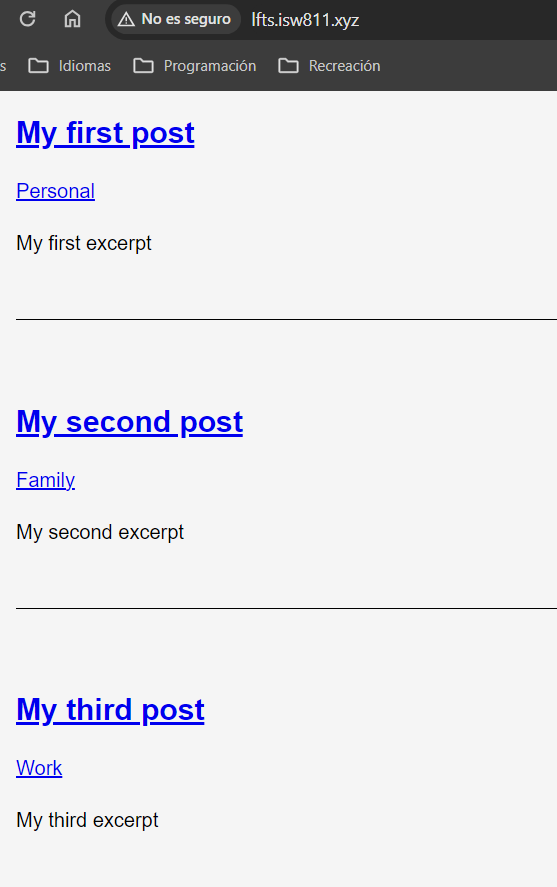 No es seguro lfts.isw811.xyz
s Idiomas Programación Recreación
My first post
Personal
My first excerpt
My second post
Family
My second excerpt
My third post
Work
My third excerpt